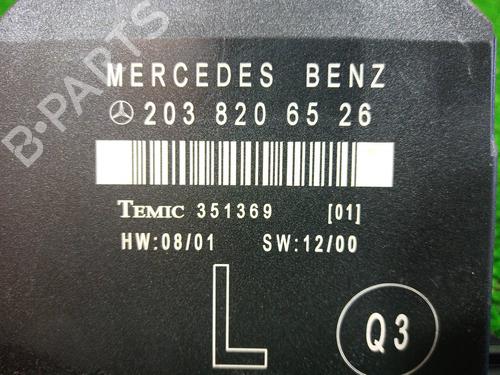 MERCEDES BENZ
203 820 65 26
TEMIC 351369 [01]
HW:08/01 SW:12/00
L
Q3
B-PARTS